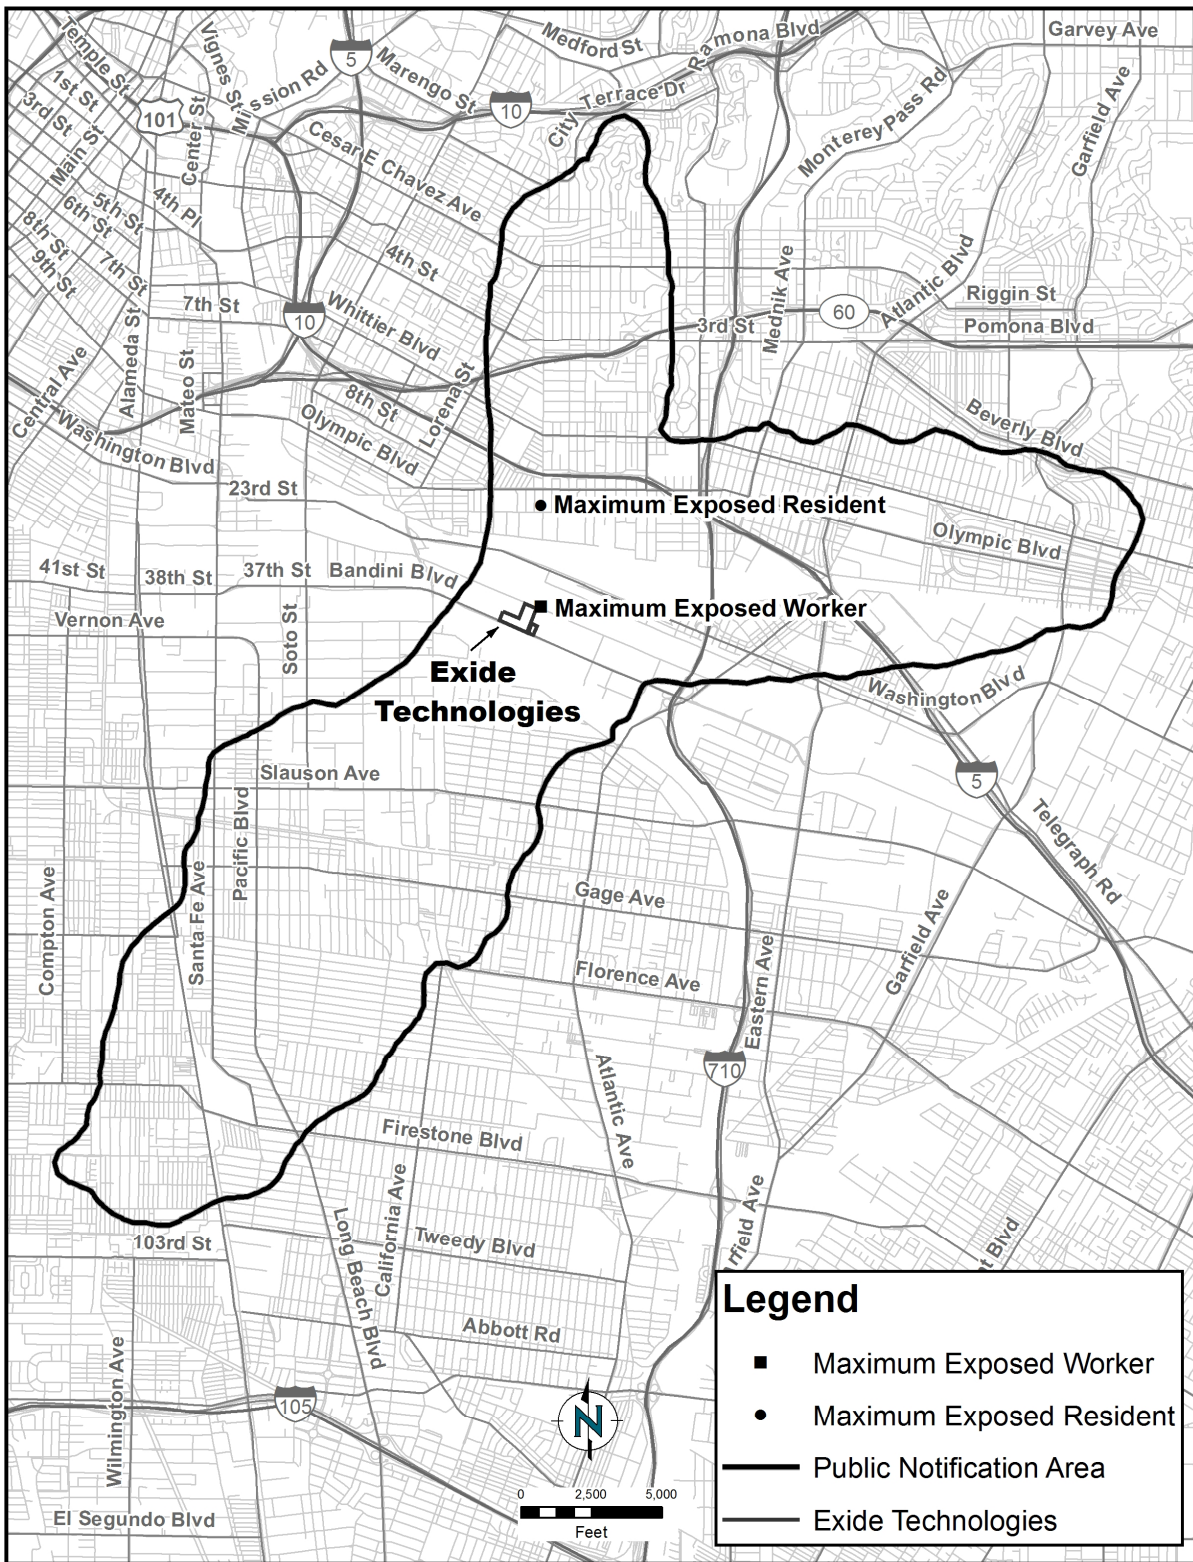 Garvey Ave
Medford St
Ramona Blvd
Temple St
Vignes St
5
Marengo St
Mission Rd
1st St
10
City Terrace Dr
Monterey Pass Rd
Garfield Ave
3rd St
101
Center St
Main St
Cesar E Chavez Ave
4th Pl
5th St
6th St
8th St
9th St
7th St
4th St
Atlantic Blvd
Mednik Ave
Riggin St
7th St
Whittier Blvd
10
60
3rd St
Pomona Blvd
Alameda St
Mateo St
Central Ave
Lorena St
8th St
Beverly Blvd
Olympic Blvd
Washington Blvd
23rd St
Maximum Exposed Resident
Olympic Blvd
41st St
38th St
37th St
Bandini Blvd
Maximum Exposed Worker
Vernon Ave
Soto St
Exide
Technologies
Washington Blvd
Slauson Ave
5
Pacific Blvd
Telegraph Rd
Compton Ave
Santa Fe Ave
Gage Ave
Garfield Ave
Florence Ave
Eastern Ave
710
Atlantic Ave
Firestone Blvd
California Ave
rfield Ave
Long Beach Blvd
Tweedy Blvd
103rd St
nt Blvd
Abbott Rd
Wilmington Ave
105
N
El Segundo Blvd
0 2,500 5,000
Feet
Legend
Maximum Exposed Worker
Maximum Exposed Resident
Public Notification Area
Exide Technologies